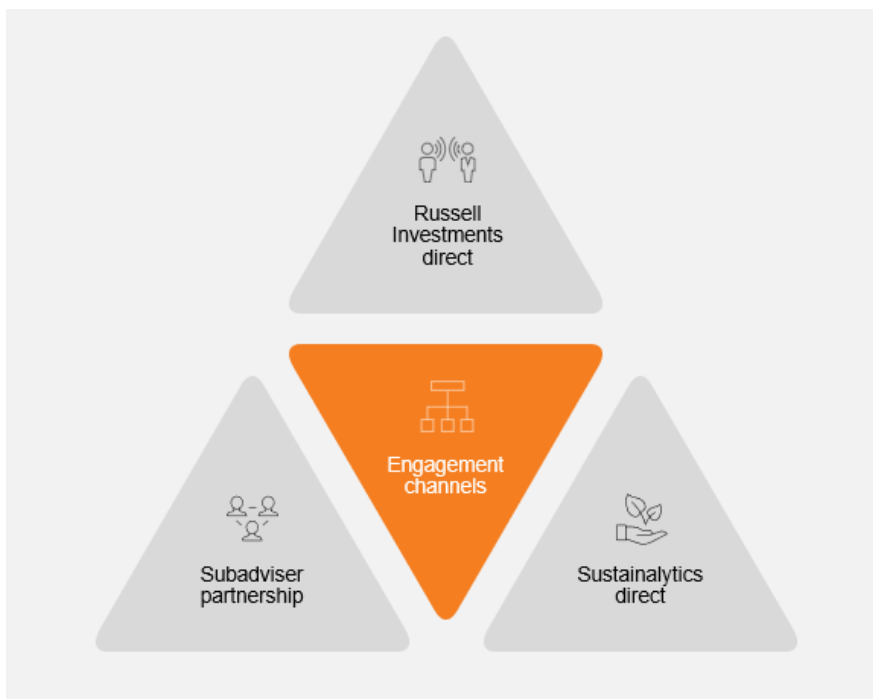 Russell
Investments
direct
Engagement
channels
Subadviser
partnership
Sustainalytics
direct